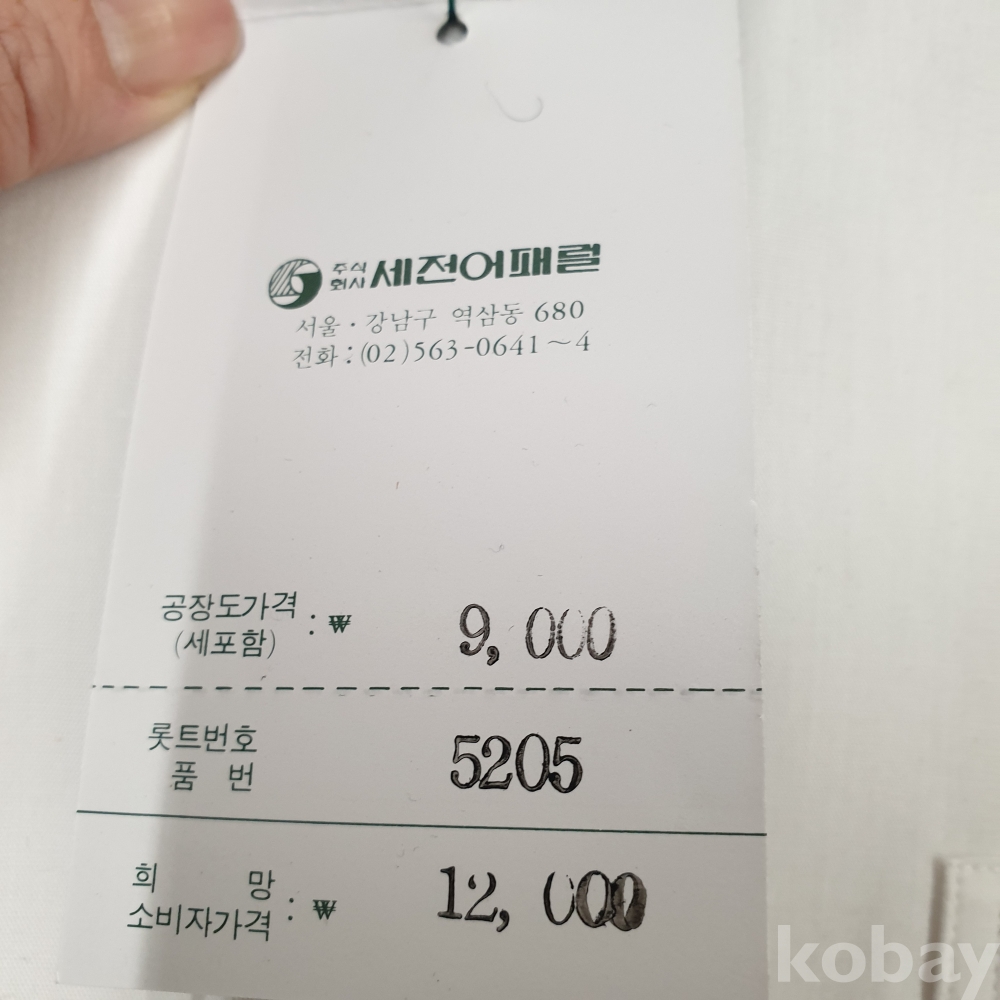 주식회사 세전어패럴
서울·강남구 역삼동 680
전화:(02)563-0641~4
공장도가격 (세포함) : ₩ 9,000
롯트번호
품 번 5205
희 망
소비자가격 : ₩ 12,000
kobay